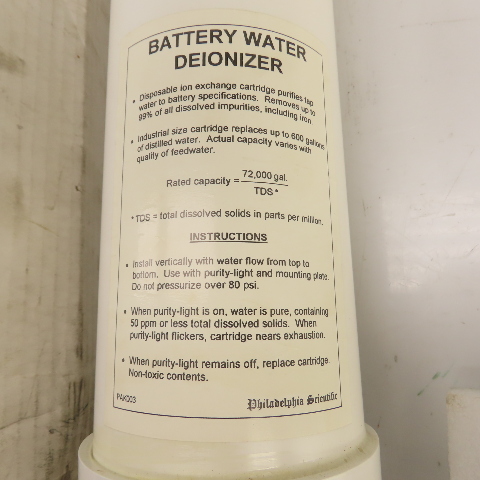 BATTERY WATER
DEIONIZER
• Disposable ion exchange cartridge purifies tap
water to battery specifications. Removes up to
99% of all dissolved impurities, including iron.
• Industrial size cartridge replaces up to 600 gallons
of distilled water. Actual capacity varies with
quality of feedwater.
Rated capacity = 72,000 gal.
TDS*
*TDS = total dissolved solids in parts per million.
INSTRUCTIONS
• Install vertically with water flow from top to
bottom. Use with purity-light and mounting plate.
Do not pressurize over 80 psi.
• When purity-light is on, water is pure, containing
50 ppm or less total dissolved solids. When
purity-light flickers, cartridge nears exhaustion.
• When purity-light remains off, replace cartridge.
Non-toxic contents.
PAK003
Philadelphia Scientific